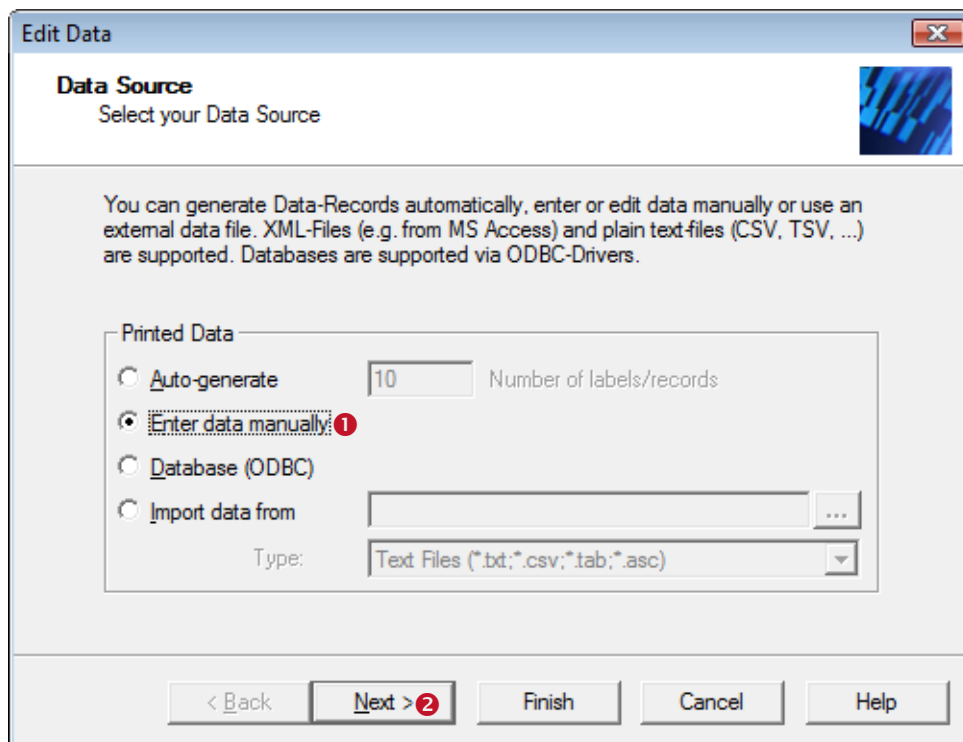 Edit Data
Data Source
Select your Data Source
You can generate Data-Records automatically, enter or edit data manually or use an
external data file. XML-Files (e.g. from MS Access) and plain text-files (CSV, TSV, ...)
are supported. Databases are supported via ODBC-Drivers.
Printed Data
Auto-generate 10 Number of labels/records
Enter data manually 1
Database (ODBC)
Import data from ...
Type: Text Files (*.txt;*.csv;*.tab;*.asc)
< Back Next > 2 Finish Cancel Help